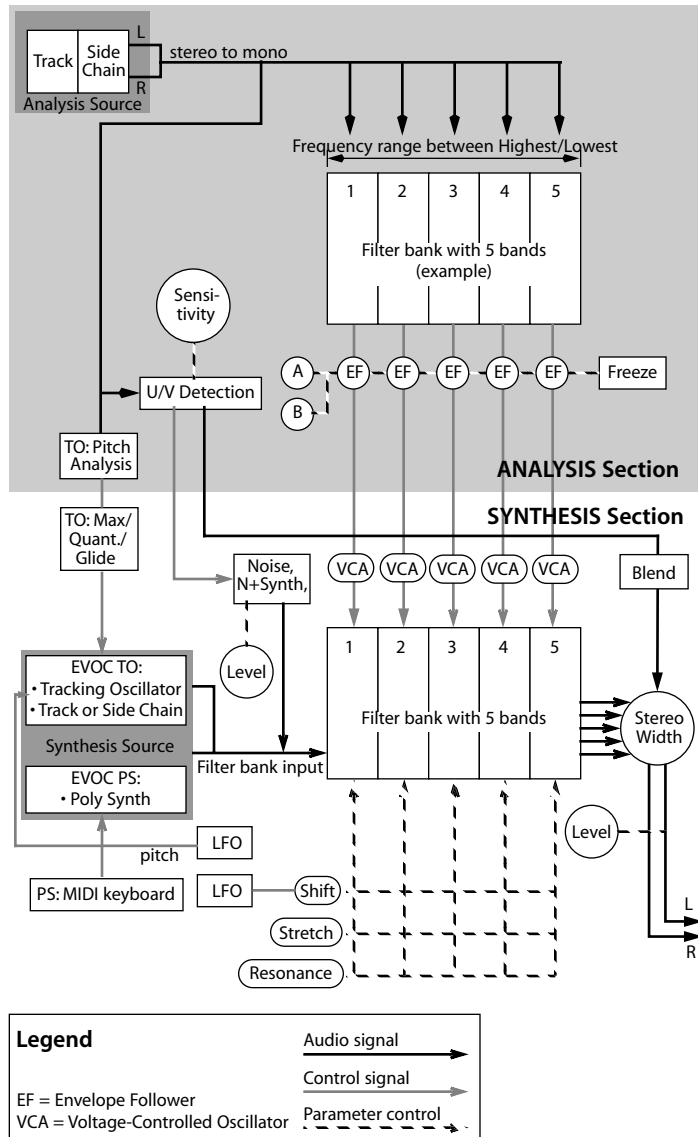 L
stereo to mono
Track
Side
Chain
R
Analysis Source
Frequency range between Highest/Lowest
1 2 3 4 5
Filter bank with 5 bands
(example)
Sensi-
tivity
A
EF EF EF EF EF
Freeze
B
U/V Detection
TO: Pitch
Analysis
ANALYSIS Section
SYNTHESIS Section
TO: Max/
Quant./
Glide
Noise,
N+Synth,
VCA VCA VCA VCA VCA
Blend
Level
1 2 3 4 5
EVOC TO:
• Tracking Oscillator
• Track or Side Chain
Filter bank with 5 bands
Stereo
Width
Synthesis Source
Filter bank input
EVOC PS:
• Poly Synth
Level
pitch
LFO
PS: MIDI keyboard
LFO
Shift
Stretch
Resonance
L
R
Legend
Audio signal
Control signal
EF = Envelope Follower
VCA = Voltage-Controlled Oscillator
Parameter control